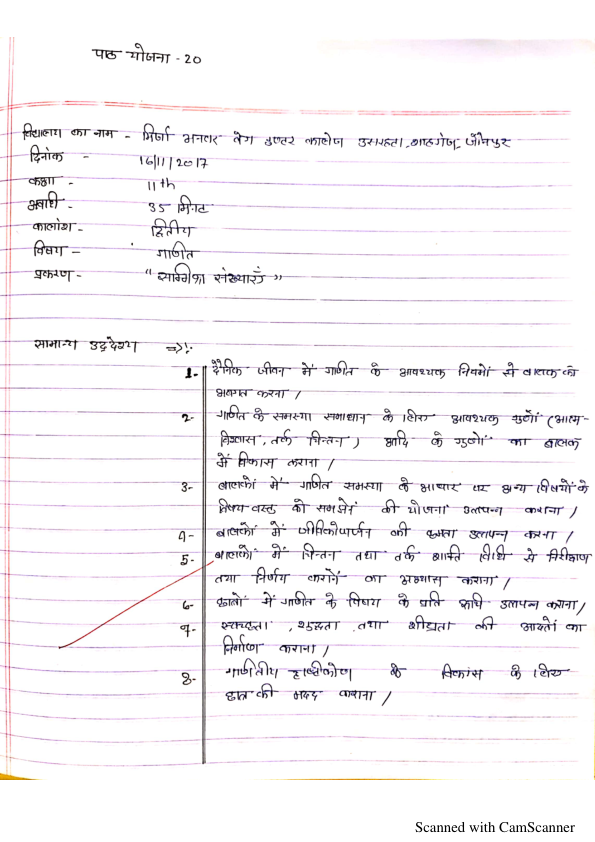 पाठ योजना - 20
विद्यालय का नाम - मिर्जा अनवर बेग इण्टर कालेज उसरहटा, शाहगंज, जौनपुर
दिनांक - 16/11/2017
कक्षा - 11th
अवधि - 35 मिनट
कालांश - द्वितीय
विषय - गणित
प्रकरण - “सम्मिश्र संख्याएँ”
सामान्य उद्देश्य ⇒:-
1- दैनिक जीवन में गणित के आवश्यक नियमों से बालक को
अवगत करना /
2- गणित के समस्या समाधान के लिए आवश्यक गुणों (आत्म-
विश्वास, तर्क चिन्तन) आदि के गुणों का बालक
में विकास कराना /
3- बालकों में गणित समस्या के आधार पर अन्य विषयों के
विषय-वस्तु को समझने की योजना उत्पन्न कराना /
4- बालकों में जीविकोपार्जन की क्षमता उत्पन्न करना /
5- बालकों में चिन्तन तथा तर्क शक्ति विधि से निरीक्षण
तथा निर्णय करने का अभ्यास कराना /
6- छात्रों में गणित के विषय के प्रति रूचि उत्पन्न कराना /
7- स्वच्छता, शुद्धता, तथा शीघ्रता की आदतों का
निर्माण कराना /
8- गणितीय दृष्टीकोण के विकास के लिए
छात्र की मदद कराना /
Scanned with CamScanner